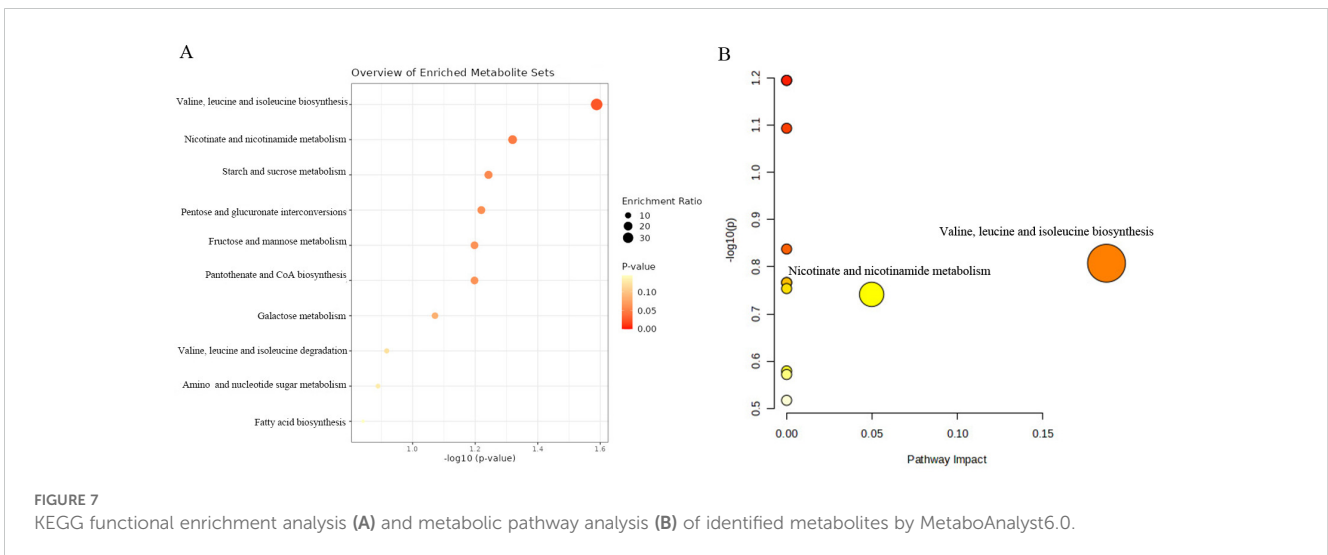 A
Overview of Enriched Metabolite Sets
Valine, leucine and isoleucine biosynthesis
Nicotinate and nicotinamide metabolism
Starch and sucrose metabolism
Pentose and glucuronate interconversions
Fructose and mannose metabolism
Pantothenate and CoA biosynthesis
Galactose metabolism
Valine, leucine and isoleucine degradation
Amino and nucleotide sugar metabolism
Fatty acid biosynthesis
1.0 1.2 1.4 1.6
-log10 (p-value)
Enrichment Ratio
10
20
30
P-value
0.10
0.05
0.00
B
1.2
1.1
1.0
0.9
0.8
0.7
0.6
0.5
-log10(p)
Valine, leucine and isoleucine biosynthesis
Nicotinate and nicotinamide metabolism
0.00 0.05 0.10 0.15
Pathway Impact
FIGURE 7
KEGG functional enrichment analysis (A) and metabolic pathway analysis (B) of identified metabolites by MetaboAnalyst6.0.